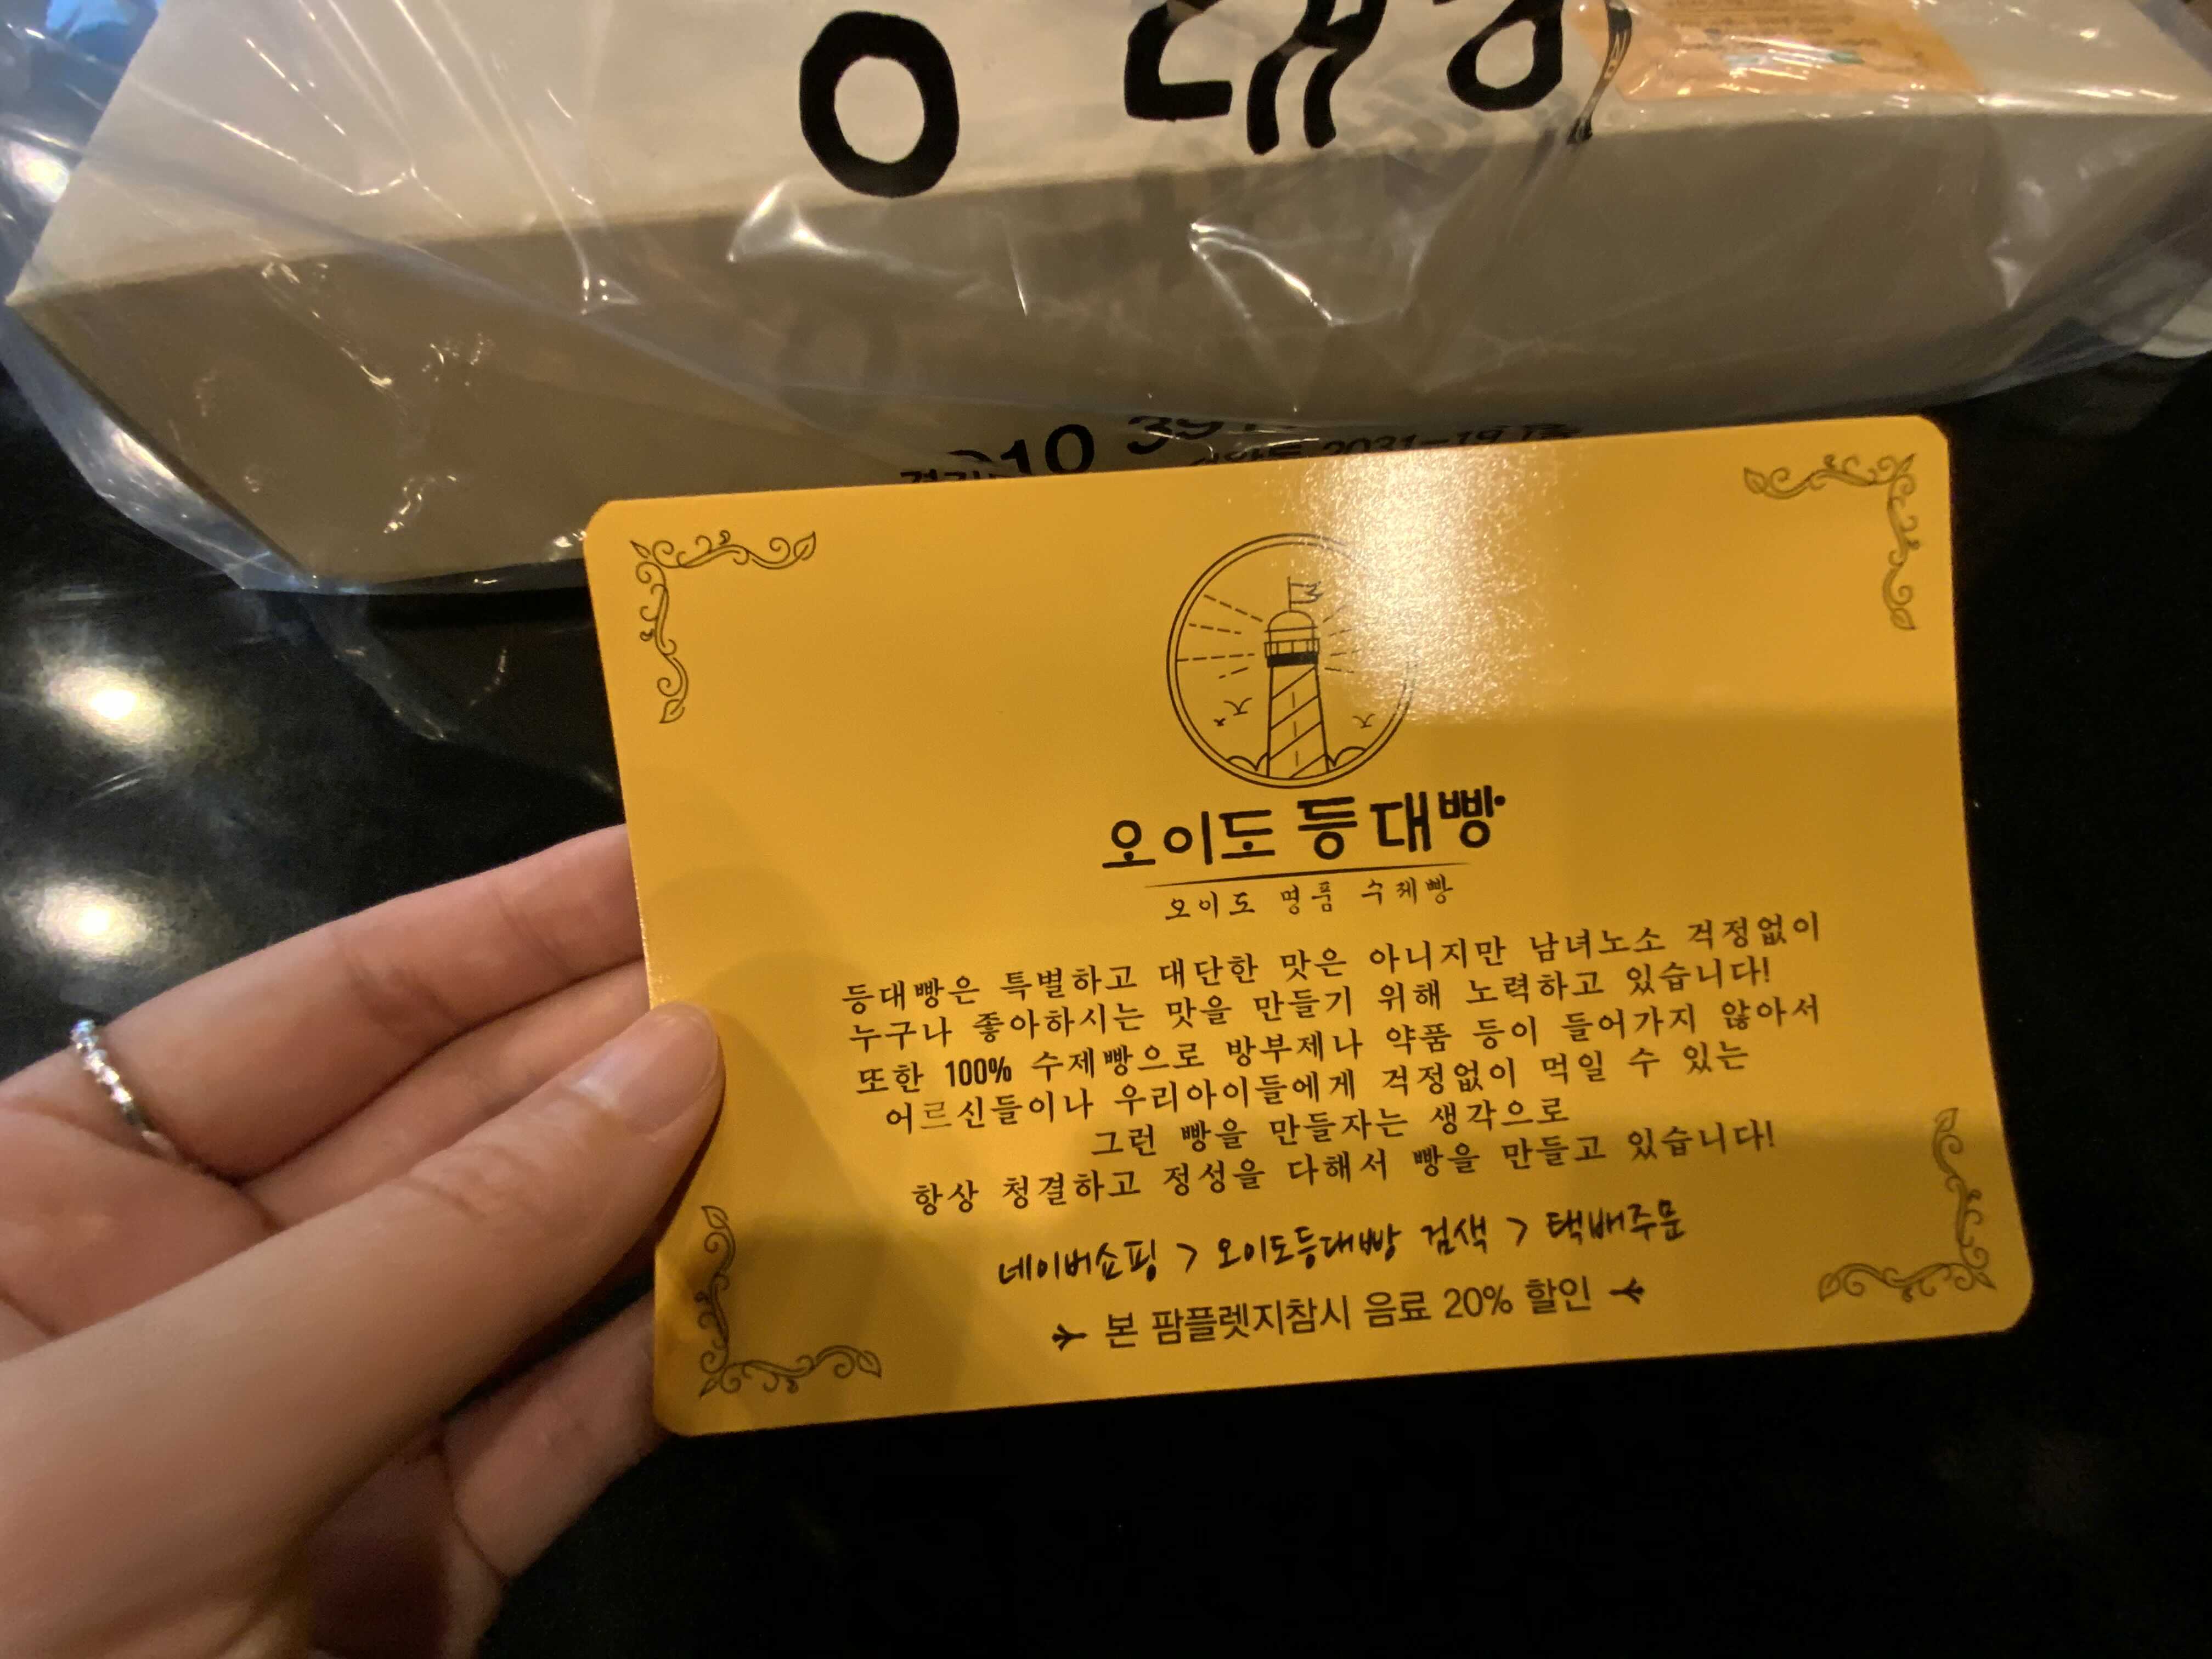 대빵
오이도 등대빵
오이도 명품 수제빵
등대빵은 특별하고 대단한 맛은 아니지만 남녀노소 걱정없이
누구나 좋아하시는 맛을 만들기 위해 노력하고 있습니다!
또한 100% 수제빵으로 방부제나 약품 등이 들어가지 않아서
어르신들이나 우리아이들에게 걱정없이 먹일 수 있는
그런 빵을 만들자는 생각으로
항상 청결하고 정성을 다해서 빵을 만들고 있습니다!
네이버쇼핑 > 오이도등대빵 검색 > 택배주문
본 팜플렛지참시 음료 20% 할인